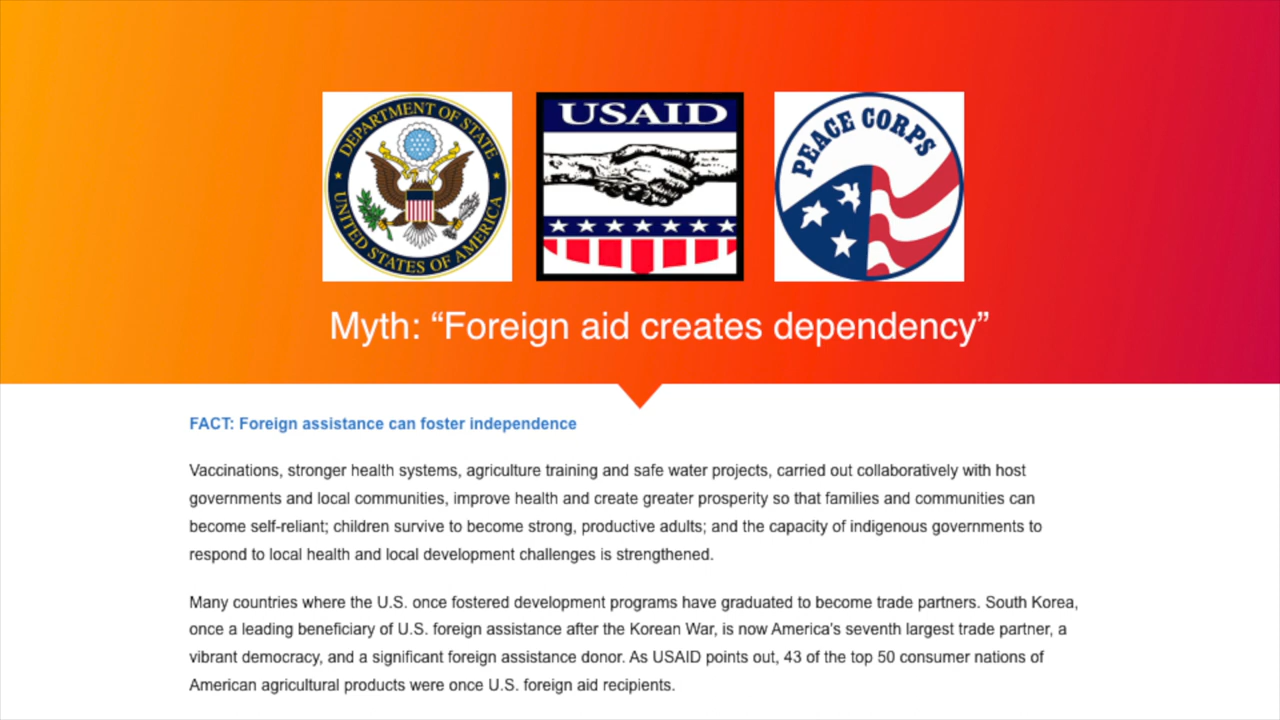 DEPARTMENT OF STATE
UNITED STATES OF AMERICA
USAID
PEACE CORPS
Myth: “Foreign aid creates dependency”
FACT: Foreign assistance can foster independence
Vaccinations, stronger health systems, agriculture training and safe water projects, carried out collaboratively with host
governments and local communities, improve health and create greater prosperity so that families and communities can
become self-reliant; children survive to become strong, productive adults; and the capacity of indigenous governments to
respond to local health and local development challenges is strengthened.
Many countries where the U.S. once fostered development programs have graduated to become trade partners. South Korea,
once a leading beneficiary of U.S. foreign assistance after the Korean War, is now America's seventh largest trade partner, a
vibrant democracy, and a significant foreign assistance donor. As USAID points out, 43 of the top 50 consumer nations of
American agricultural products were once U.S. foreign aid recipients.